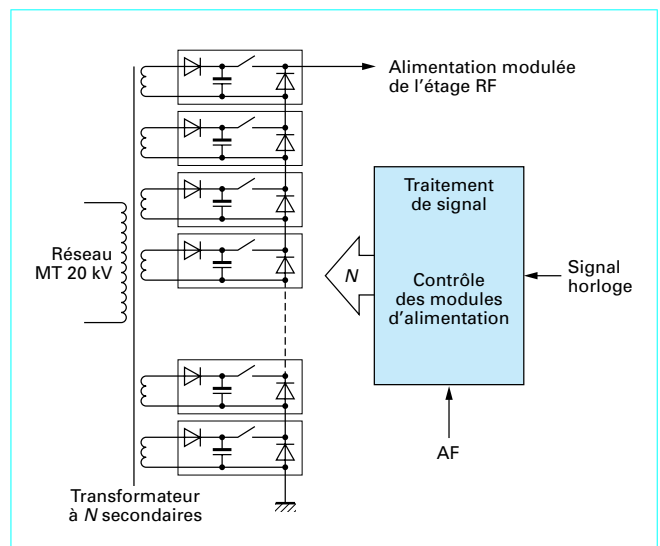 Alimentation modulée
de l'étage RF
Traitement
de signal
Réseau
MT 20 kV
N
Contrôle
des modules
d'alimentation
Signal
horloge
AF
Transformateur
à N secondaires